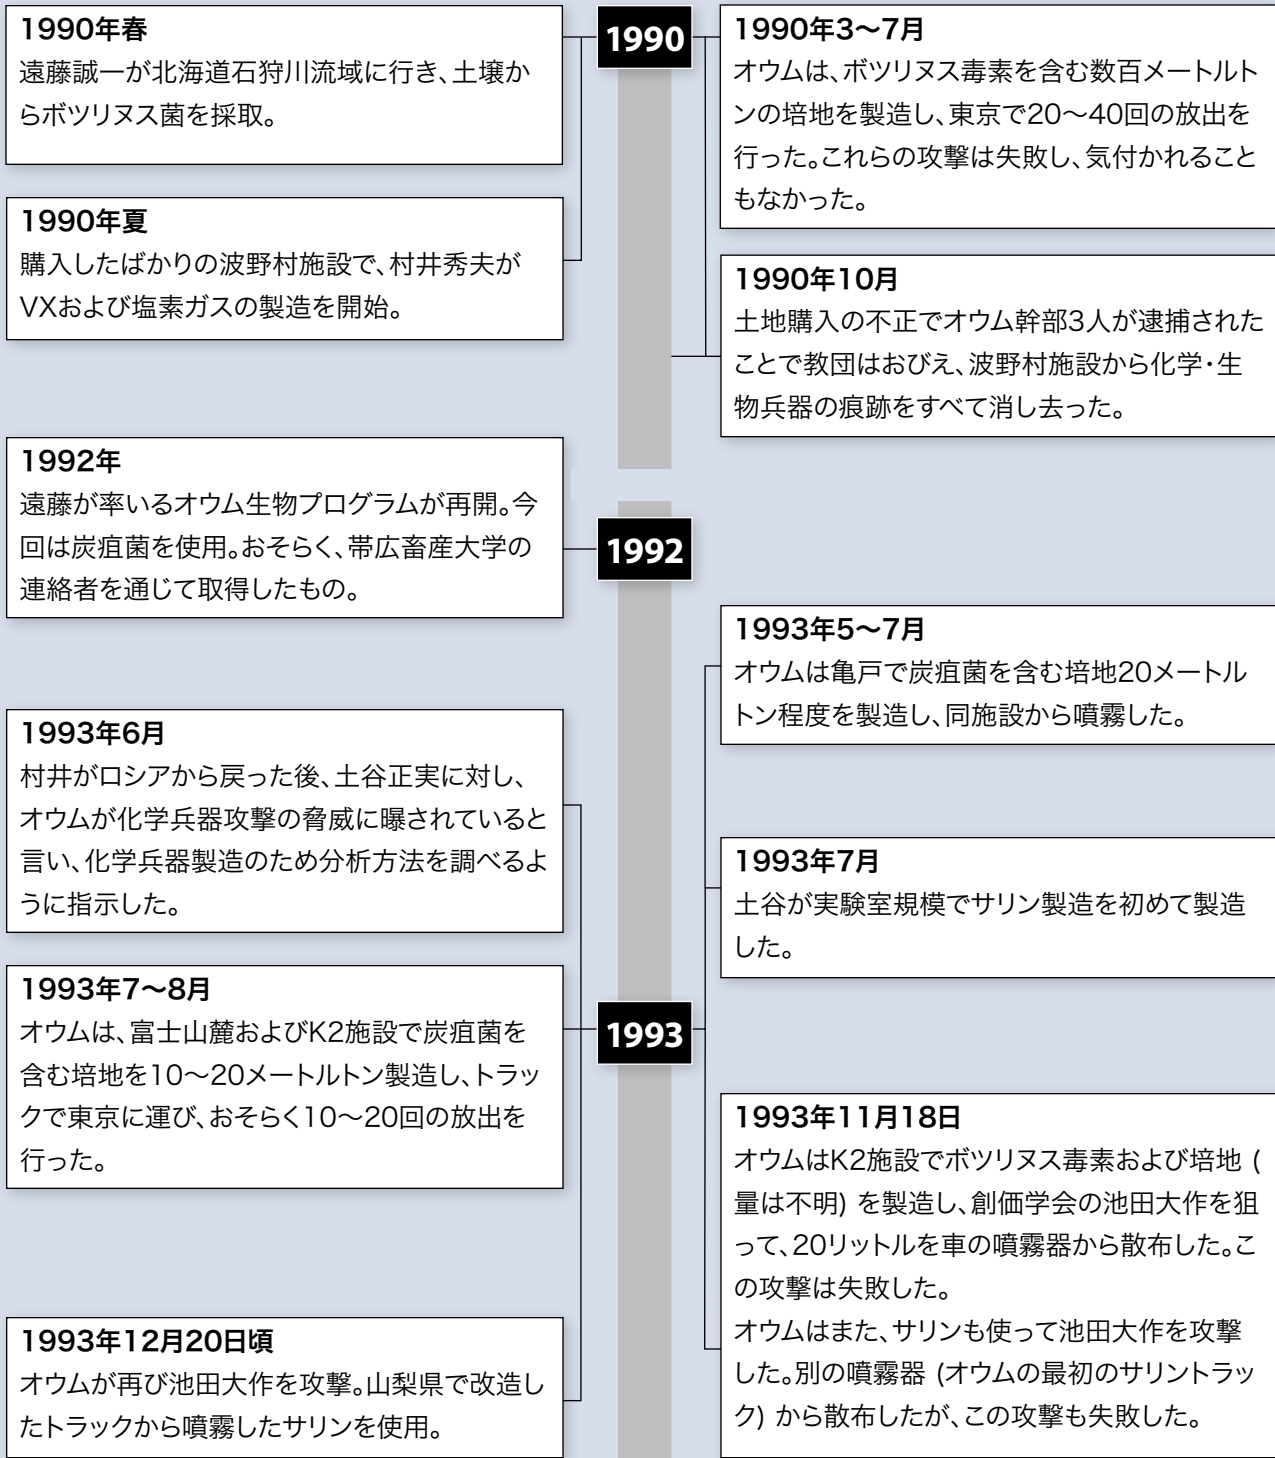 1990
1990年春
遠藤誠一が北海道石狩川流域に行き、土壌か
らボツリヌス菌を採取。
1990年3〜7月
オウムは、ボツリヌス毒素を含む数百メートルト
ンの培地を製造し、東京で20〜40回の放出を
行った。これらの攻撃は失敗し、気付かれること
もなかった。
1990年夏
購入したばかりの波野村施設で、村井秀夫が
VXおよび塩素ガスの製造を開始。
1990年10月
土地購入の不正でオウム幹部3人が逮捕された
ことで教団はおびえ、波野村施設から化学・生
物兵器の痕跡をすべて消し去った。
1992
1992年
遠藤が率いるオウム生物プログラムが再開。今
回は炭疽菌を使用。おそらく、帯広畜産大学の
連絡者を通じて取得したもの。
1993
1993年5〜7月
オウムは亀戸で炭疽菌を含む培地20メートル
トン程度を製造し、同施設から噴霧した。
1993年6月
村井がロシアから戻った後、土谷正実に対し、
オウムが化学兵器攻撃の脅威に曝されていると
言い、化学兵器製造のため分析方法を調べるよ
うに指示した。
1993年7月
土谷が実験室規模でサリン製造を初めて製造
した。
1993年7〜8月
オウムは、富士山麓およびK2施設で炭疽菌を
含む培地を10〜20メートルトン製造し、トラッ
クで東京に運び、おそらく10〜20回の放出を
行った。
1993年11月18日
オウムはK2施設でボツリヌス毒素および培地 (
量は不明) を製造し、創価学会の池田大作を狙
って、20リットルを車の噴霧器から散布した。こ
の攻撃は失敗した。
オウムはまた、サリンも使って池田大作を攻撃
した。別の噴霧器 (オウムの最初のサリントラッ
ク) から散布したが、この攻撃も失敗した。
1993年12月20日頃
オウムが再び池田大作を攻撃。山梨県で改造し
たトラックから噴霧したサリンを使用。